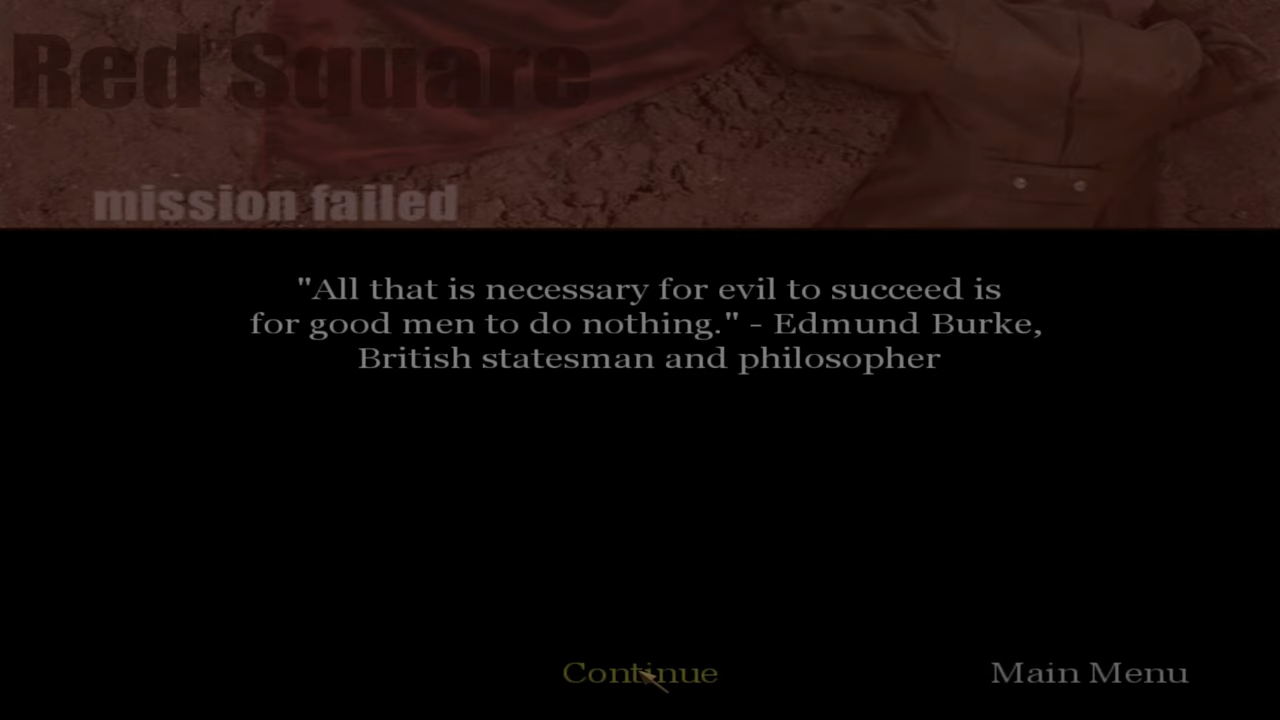 Red Square
mission failed
"All that is necessary for evil to succeed is
for good men to do nothing." - Edmund Burke,
British statesman and philosopher
Continue
Main Menu